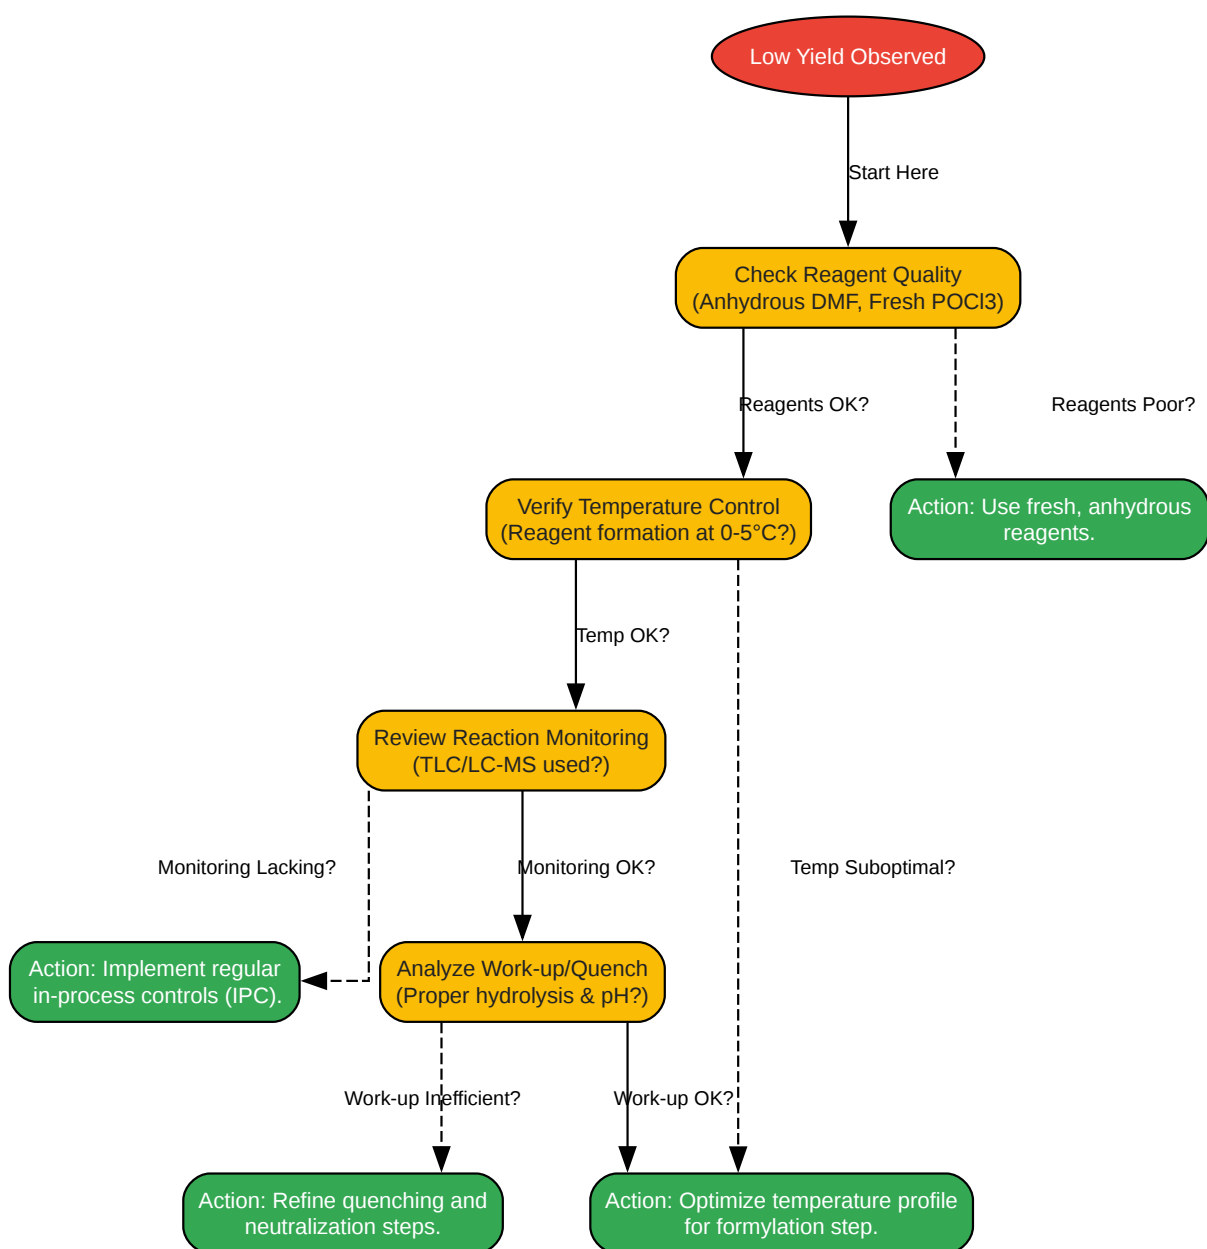 Low Yield Observed
Start Here
Check Reagent Quality
(Anhydrous DMF, Fresh POCl3)
Reagents OK?
Reagents Poor?
Verify Temperature Control
(Reagent formation at 0-5°C?)
Action: Use fresh, anhydrous
reagents.
Temp OK?
Review Reaction Monitoring
(TLC/LC-MS used?)
Monitoring Lacking?
Monitoring OK?
Temp Suboptimal?
Action: Implement regular
in-process controls (IPC).
Analyze Work-up/Quench
(Proper hydrolysis & pH?)
Work-up Inefficient?
Work-up OK?
Action: Refine quenching and
neutralization steps.
Action: Optimize temperature profile
for formylation step.